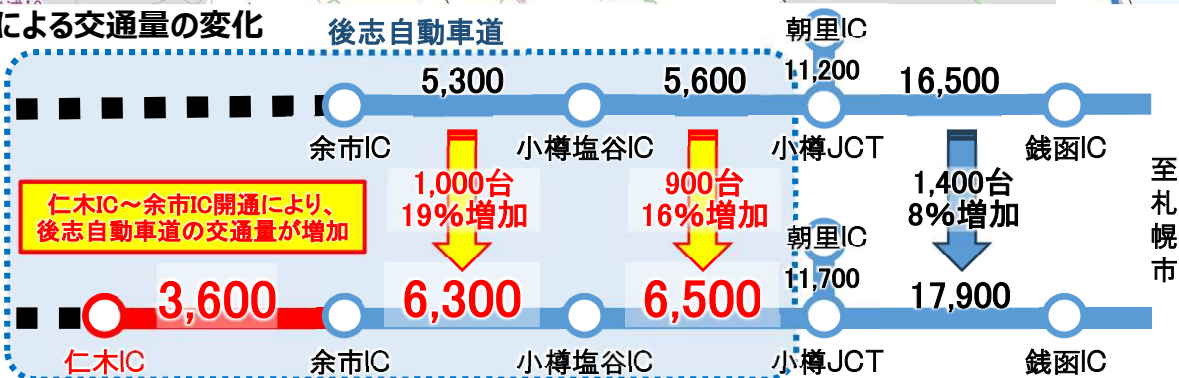 による交通量の変化
後志自動車道
朝里IC
5,300
5,600
11,200
16,500
余市IC
小樽塩谷IC
小樽JCT
銭函IC
至札幌市
仁木IC～余市IC開通により、
後志自動車道の交通量が増加
1,000台
19%増加
900台
16%増加
1,400台
8%増加
朝里IC
3,600
6,300
6,500
11,700
17,900
仁木IC
余市IC
小樽塩谷IC
小樽JCT
銭函IC